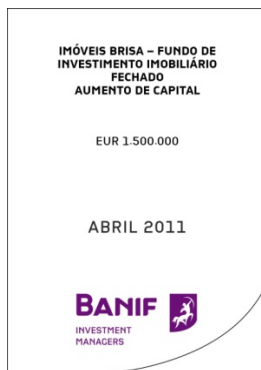 IMÓVEIS BRISA – FUNDO DE
INVESTIMENTO IMOBILIÁRIO
FECHADO
AUMENTO DE CAPITAL
EUR 1.500.000
ABRIL 2011
BANIF
INVESTMENT
MANAGERS